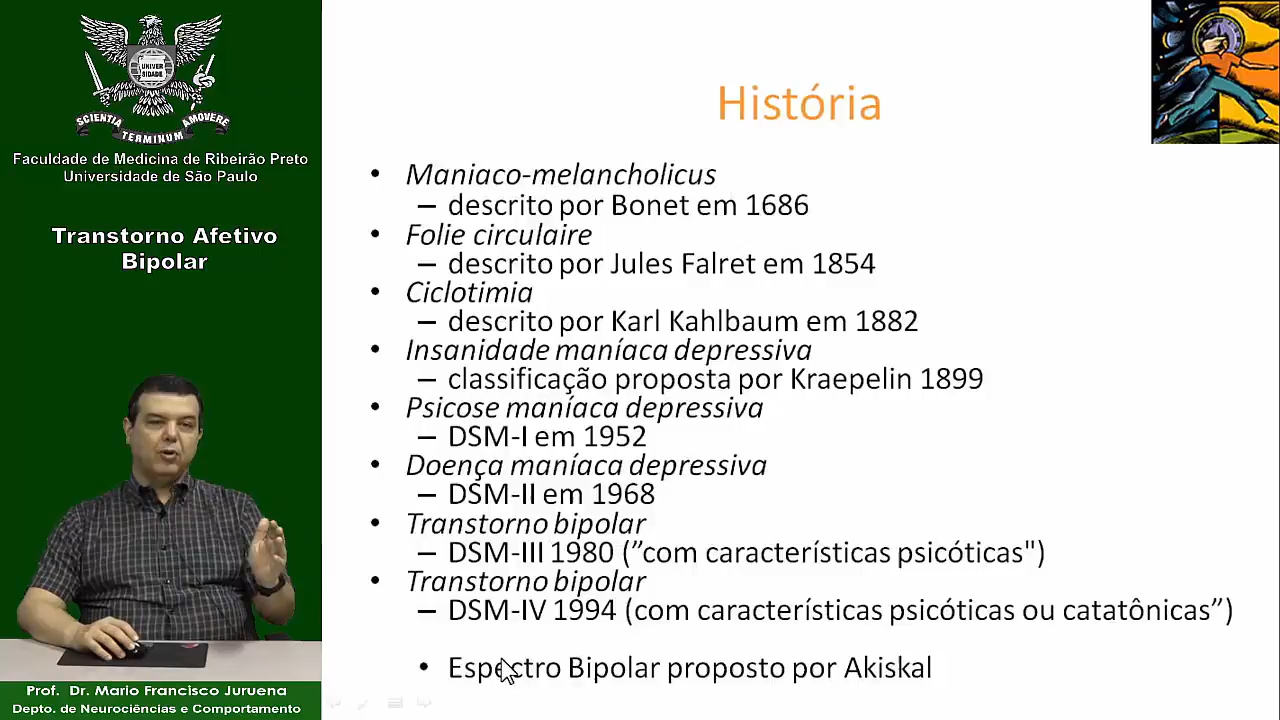 UNIVER
SIDADE
SCIENTIA
TERMINUM
AMOVERE
Faculdade de Medicina de Ribeirão Preto
Universidade de São Paulo
Transtorno Afetivo
Bipolar
Prof. Dr. Mario Francisco Juruena
Depto. de Neurociências e Comportamento
História
• Maniaco-melancholicus
– descrito por Bonet em 1686
• Folie circulaire
– descrito por Jules Falret em 1854
• Ciclotimia
– descrito por Karl Kahlbaum em 1882
• Insanidade maníaca depressiva
– classificação proposta por Kraepelin 1899
• Psicose maníaca depressiva
– DSM-I em 1952
• Doença maníaca depressiva
– DSM-II em 1968
• Transtorno bipolar
– DSM-III 1980 (”com características psicóticas")
• Transtorno bipolar
– DSM-IV 1994 (com características psicóticas ou catatônicas”)
• Espectro Bipolar proposto por Akiskal